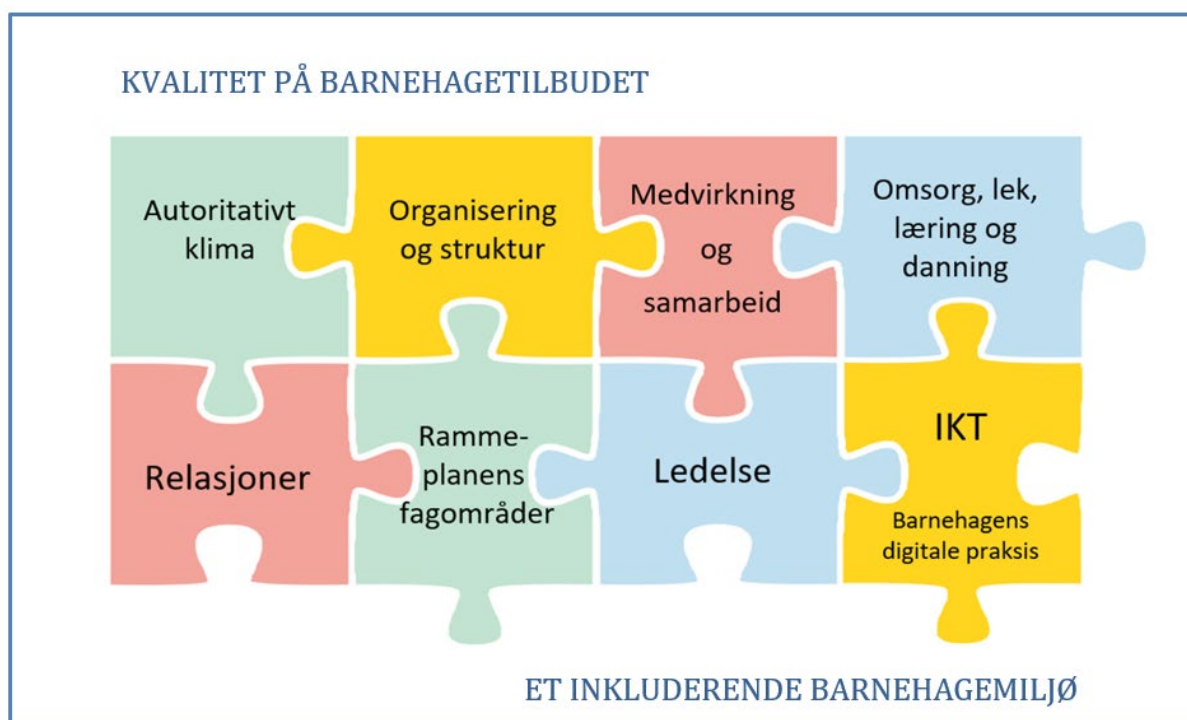 KVALITET PÅ BARNEHAGETILBUDET
Autoritativt
klima
Organisering
og struktur
Medvirkning
og
samarbeid
Omsorg, lek,
læring og
danning
Relasjoner
Ramme-
planens
fagområder
Ledelse
IKT
Barnehagens
digitale praksis
ET INKLUDERENDE BARNEHAGEMILJØ